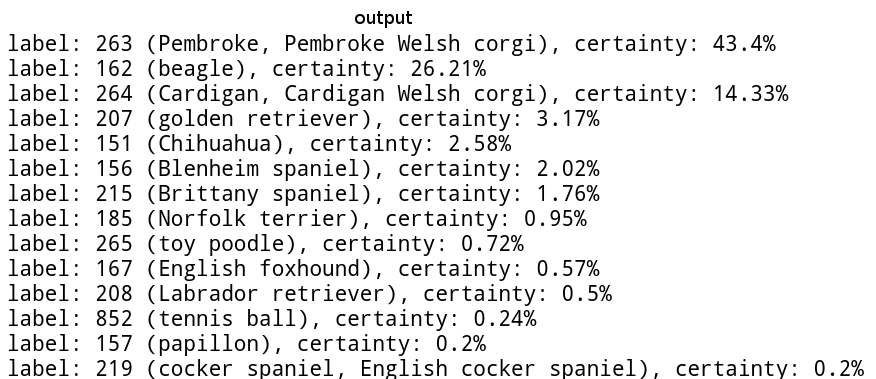 output
label: 263 (Pembroke, Pembroke Welsh corgi), certainty: 43.4%
label: 162 (beagle), certainty: 26.21%
label: 264 (Cardigan, Cardigan Welsh corgi), certainty: 14.33%
label: 207 (golden retriever), certainty: 3.17%
label: 151 (Chihuahua), certainty: 2.58%
label: 156 (Blenheim spaniel), certainty: 2.02%
label: 215 (Brittany spaniel), certainty: 1.76%
label: 185 (Norfolk terrier), certainty: 0.95%
label: 265 (toy poodle), certainty: 0.72%
label: 167 (English foxhound), certainty: 0.57%
label: 208 (Labrador retriever), certainty: 0.5%
label: 852 (tennis ball), certainty: 0.24%
label: 157 (papillon), certainty: 0.2%
label: 219 (cocker spaniel, English cocker spaniel), certainty: 0.2%